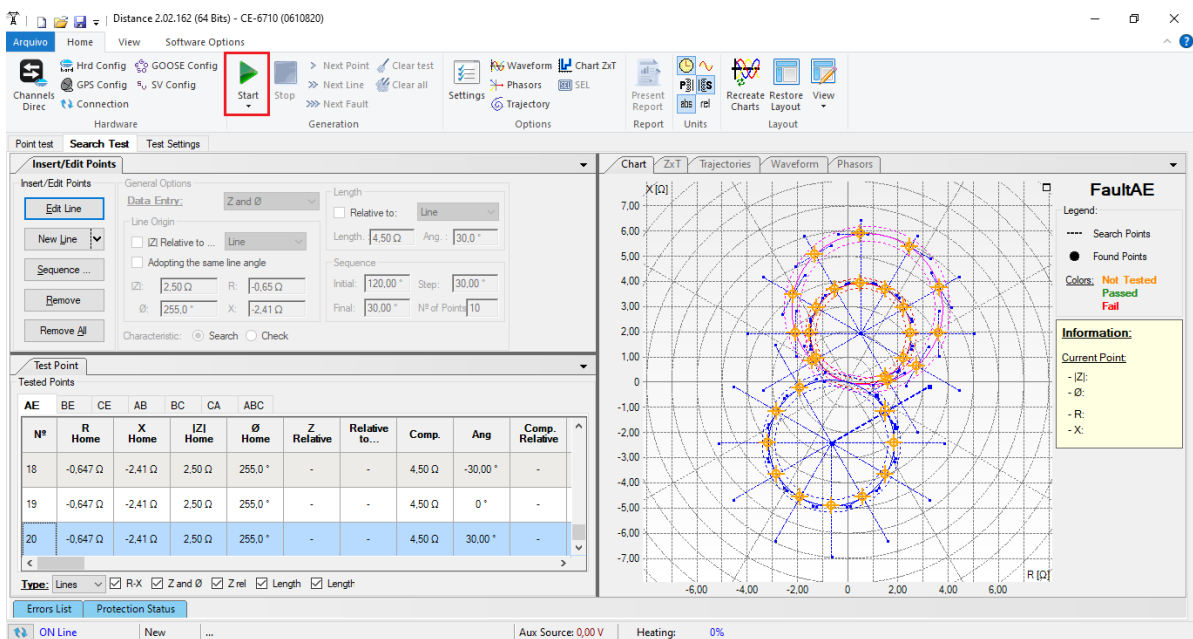 Distance 2.02.162 (64 Bits) - CE-6710 (0610820)
Arquivo Home View Software Options
Channels Direc
Hrd Config GOOSE Config
GPS Config SV Config
Connection
Hardware
Start Stop
Next Point Clear test
Next Line Clear all
Next Fault
Generation
Settings
Waveform Chart ZxT
Phasors SEL
Trajectory
Options
Present Report
Report
abs rel
Units
Recreate Charts Restore Layout View
Layout
Point test Search Test Test Settings
Insert/Edit Points
Insert/Edit Points
Edit Line
New Line
Sequence ...
Remove
Remove All
General Options
Data Entry: Z and Ø
Line Origin
|Z| Relative to ... Line
Adopting the same line angle
|Z|: 2,50 Ω R: -0,65 Ω
Ø: 255,0 ° X: -2,41 Ω
Characteristic: Search Check
Length
Relative to: Line
Length. 4,50 Ω Ang. : 30,0 °
Sequence
Initial: 120,00 ° Step: 30,00 °
Final: 30,00 ° Nº of Points 10
Test Point
Tested Points
AE BE CE AB BC CA ABC
Nº R Home X Home |Z| Home Ø Home Z Relative Relative to... Comp. Ang Comp. Relative
18 -0,647 Ω -2,41 Ω 2,50 Ω 255,0 ° - - 4,50 Ω -30,00 ° -
19 -0,647 Ω -2,41 Ω 2,50 Ω 255,0 ° - - 4,50 Ω 0 ° -
20 -0,647 Ω -2,41 Ω 2,50 Ω 255,0 ° - - 4,50 Ω 30,00 ° -
Type: Lines R-X Z and Ø Z rel Length Length
Errors List Protection Status
Chart ZxT Trajectories Waveform Phasors
X [Ω]
7,00
6,00
5,00
4,00
3,00
2,00
1,00
0
-1,00
-2,00
-3,00
-4,00
-5,00
-6,00
-7,00
R [Ω]
-6,00 -4,00 -2,00 0 2,00 4,00 6,00
FaultAE
Legend:
Search Points
Found Points
Colors: Not Tested
Passed
Fail
Information:
Current Point:
- |Z|:
- Ø:
- R:
- X:
ON Line New ... Aux Source: 0,00 V Heating: 0%